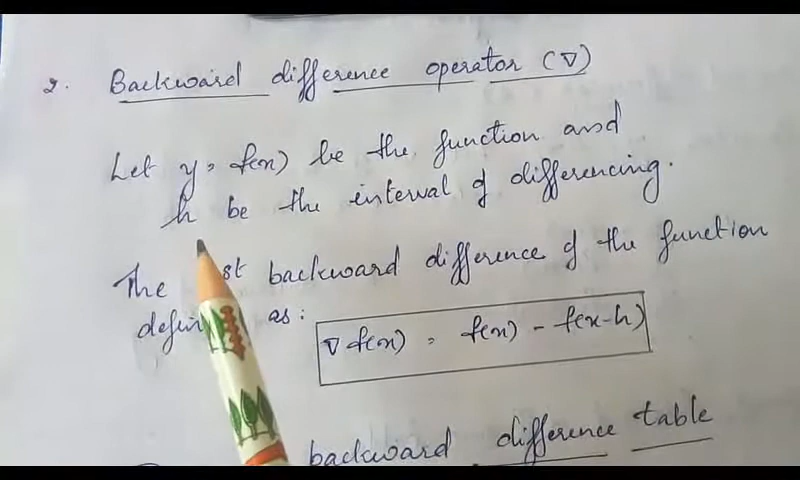 2. Backward difference operator (∇)
Let y = f(x) be the function and
h be the interval of differencing.
The st backward difference of the function
defin as:
∇ f(x) = f(x) - f(x-h)
backward difference table